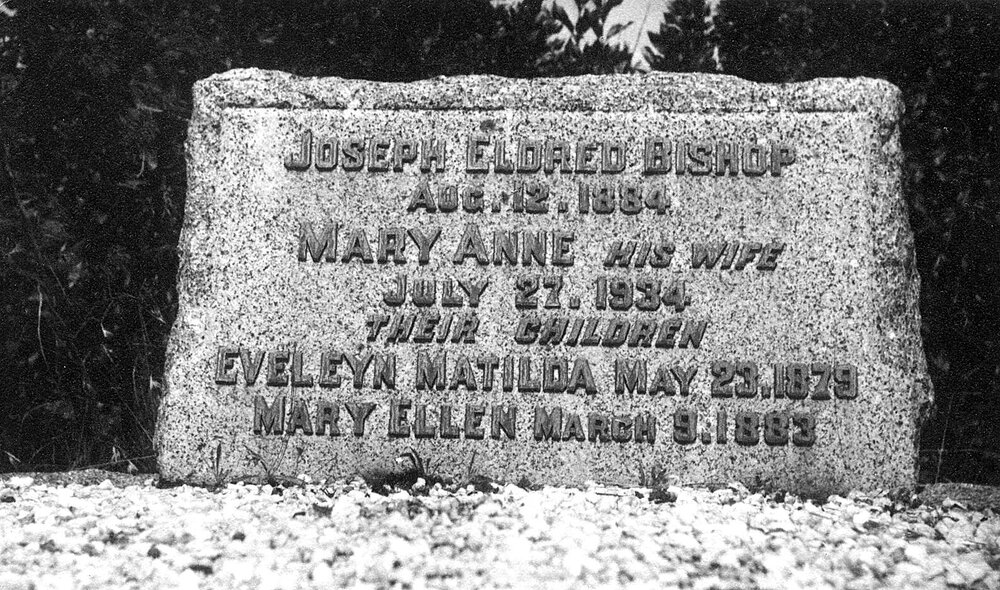 JOSEPH ELDRED BISHOP
AUG. 12. 1884
MARY ANNE HIS WIFE
JULY 27. 1934
THEIR CHILDREN
EVELEYN MATILDA MAY 23. 1879
MARY ELLEN MARCH 9. 1883